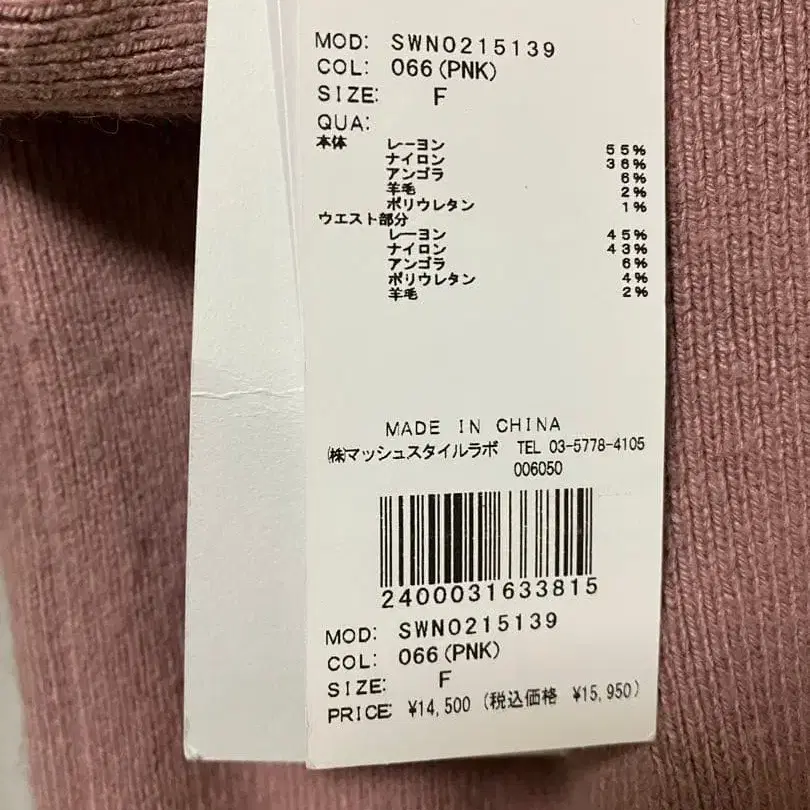 MOD: SWN0215139
COL: 066(PNK)
SIZE: F
QUA:
本体 レーヨン 55%
ナイロン 36%
アンゴラ 6%
羊毛 2%
ポリウレタン 1%
ウエスト部分
レーヨン 45%
ナイロン 43%
アンゴラ 6%
ポリウレタン 4%
羊毛 2%
MADE IN CHINA
㈱マッシュスタイルラボ TEL 03-5778-4105
006050
2400031633815
MOD: SWN0215139
COL: 066(PNK)
SIZE: F
PRICE: ¥14,500 (税込価格 ¥15,950)